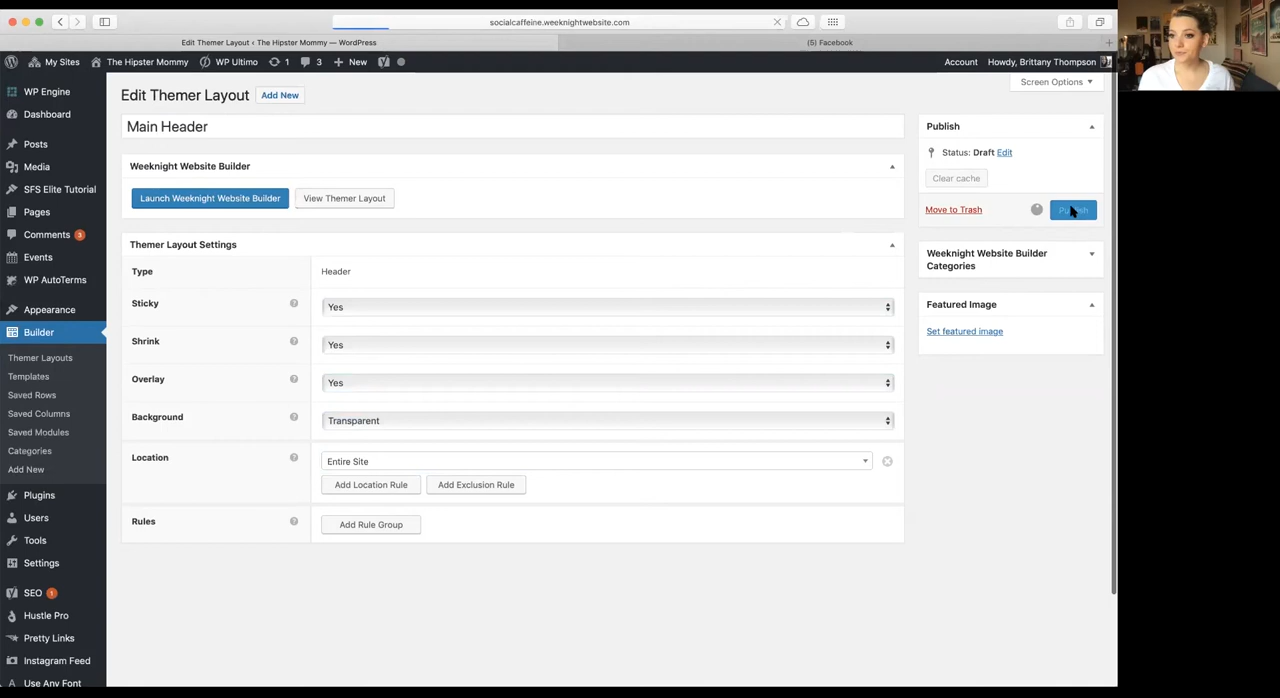 socialcaffeine.weeknightwebsite.com
Edit Themer Layout ‹ The Hipster Mommy — WordPress
(5) Facebook
My Sites
The Hipster Mommy
WP Ultimo
1
3
New
Account
Howdy, Brittany Thompson
WP Engine
Dashboard
Posts
Media
SFS Elite Tutorial
Pages
Comments 3
Events
WP AutoTerms
Appearance
Builder
Themer Layouts
Templates
Saved Rows
Saved Columns
Saved Modules
Categories
Add New
Plugins
Users
Tools
Settings
SEO 1
Hustle Pro
Pretty Links
Instagram Feed
Use Any Font
Screen Options
Edit Themer Layout
Add New
Main Header
Weeknight Website Builder
Launch Weeknight Website Builder
View Themer Layout
Themer Layout Settings
Type
Header
Sticky
Yes
Shrink
Yes
Overlay
Yes
Background
Transparent
Location
Entire Site
Add Location Rule
Add Exclusion Rule
Rules
Add Rule Group
Publish
Status: Draft Edit
Clear cache
Move to Trash
Publish
Weeknight Website Builder
Categories
Featured Image
Set featured image